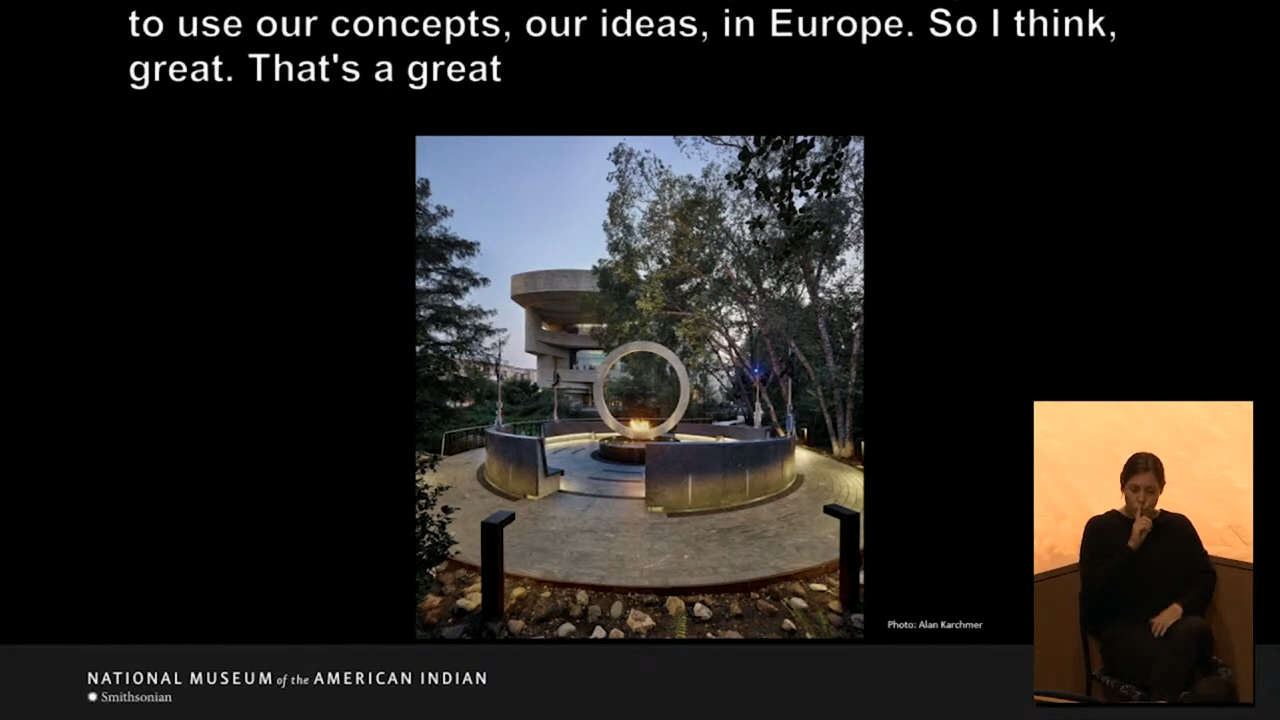 to use our concepts, our ideas, in Europe. So I think,
great. That's a great
Photo: Alan Karchmer
NATIONAL MUSEUM of the AMERICAN INDIAN
Smithsonian